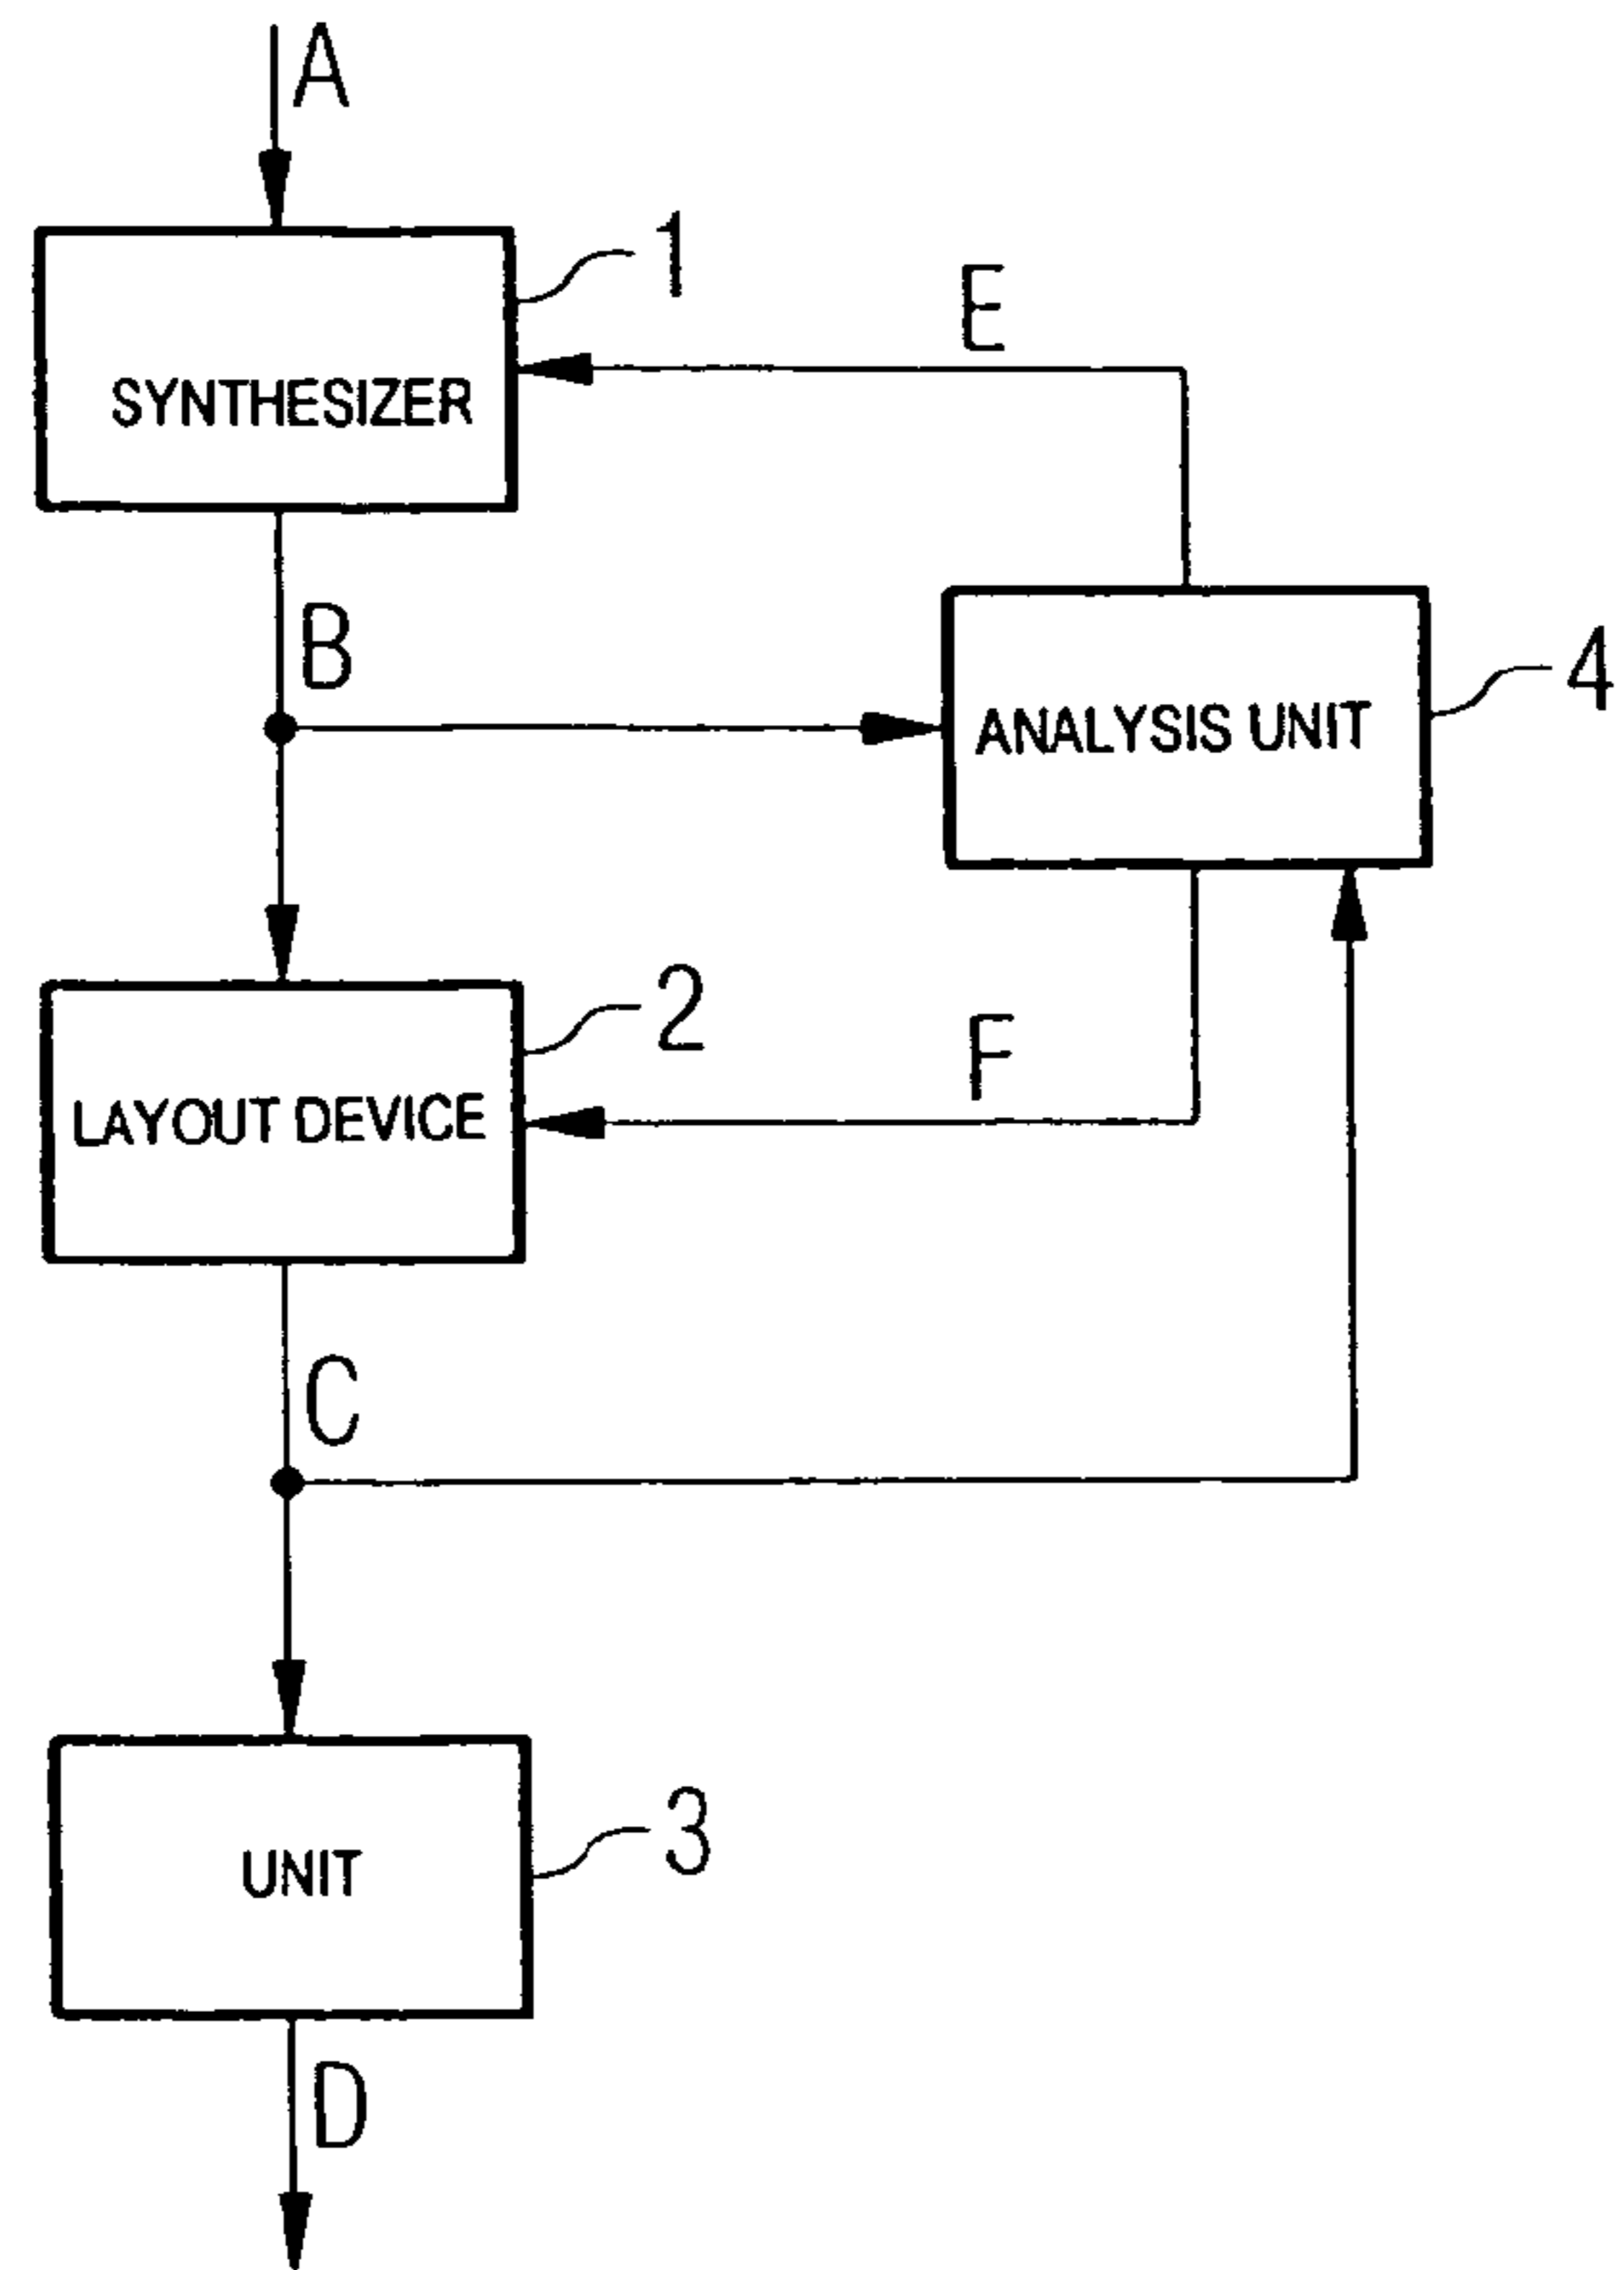 A
1
E
SYNTHESIZER
B
4
ANALYSIS UNIT
2
F
LAYOUT DEVICE
C
3
UNIT
D